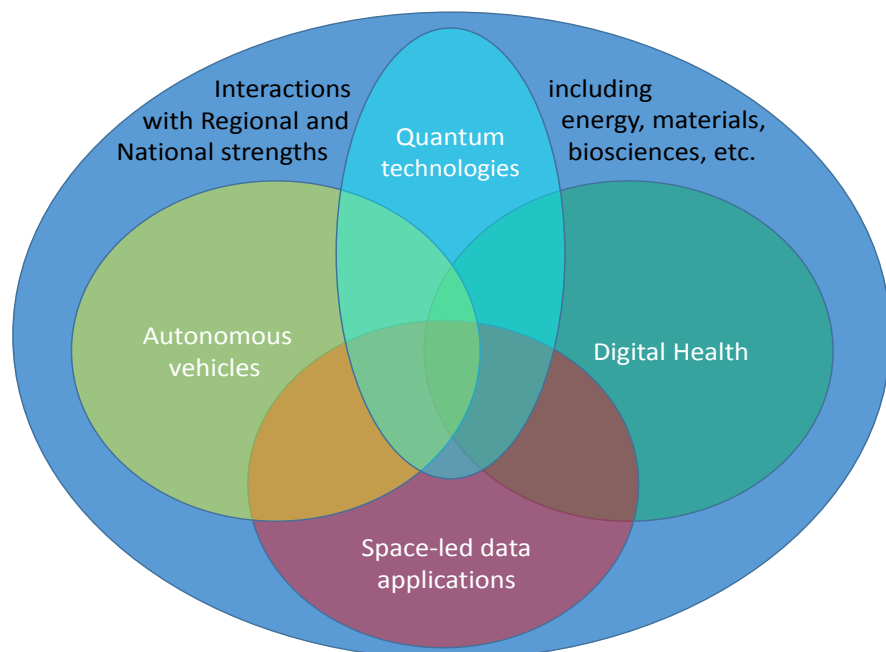 Interactions
with Regional and
National strengths
including
energy, materials,
biosciences, etc.
Quantum
technologies
Autonomous
vehicles
Digital Health
Space-led data
applications